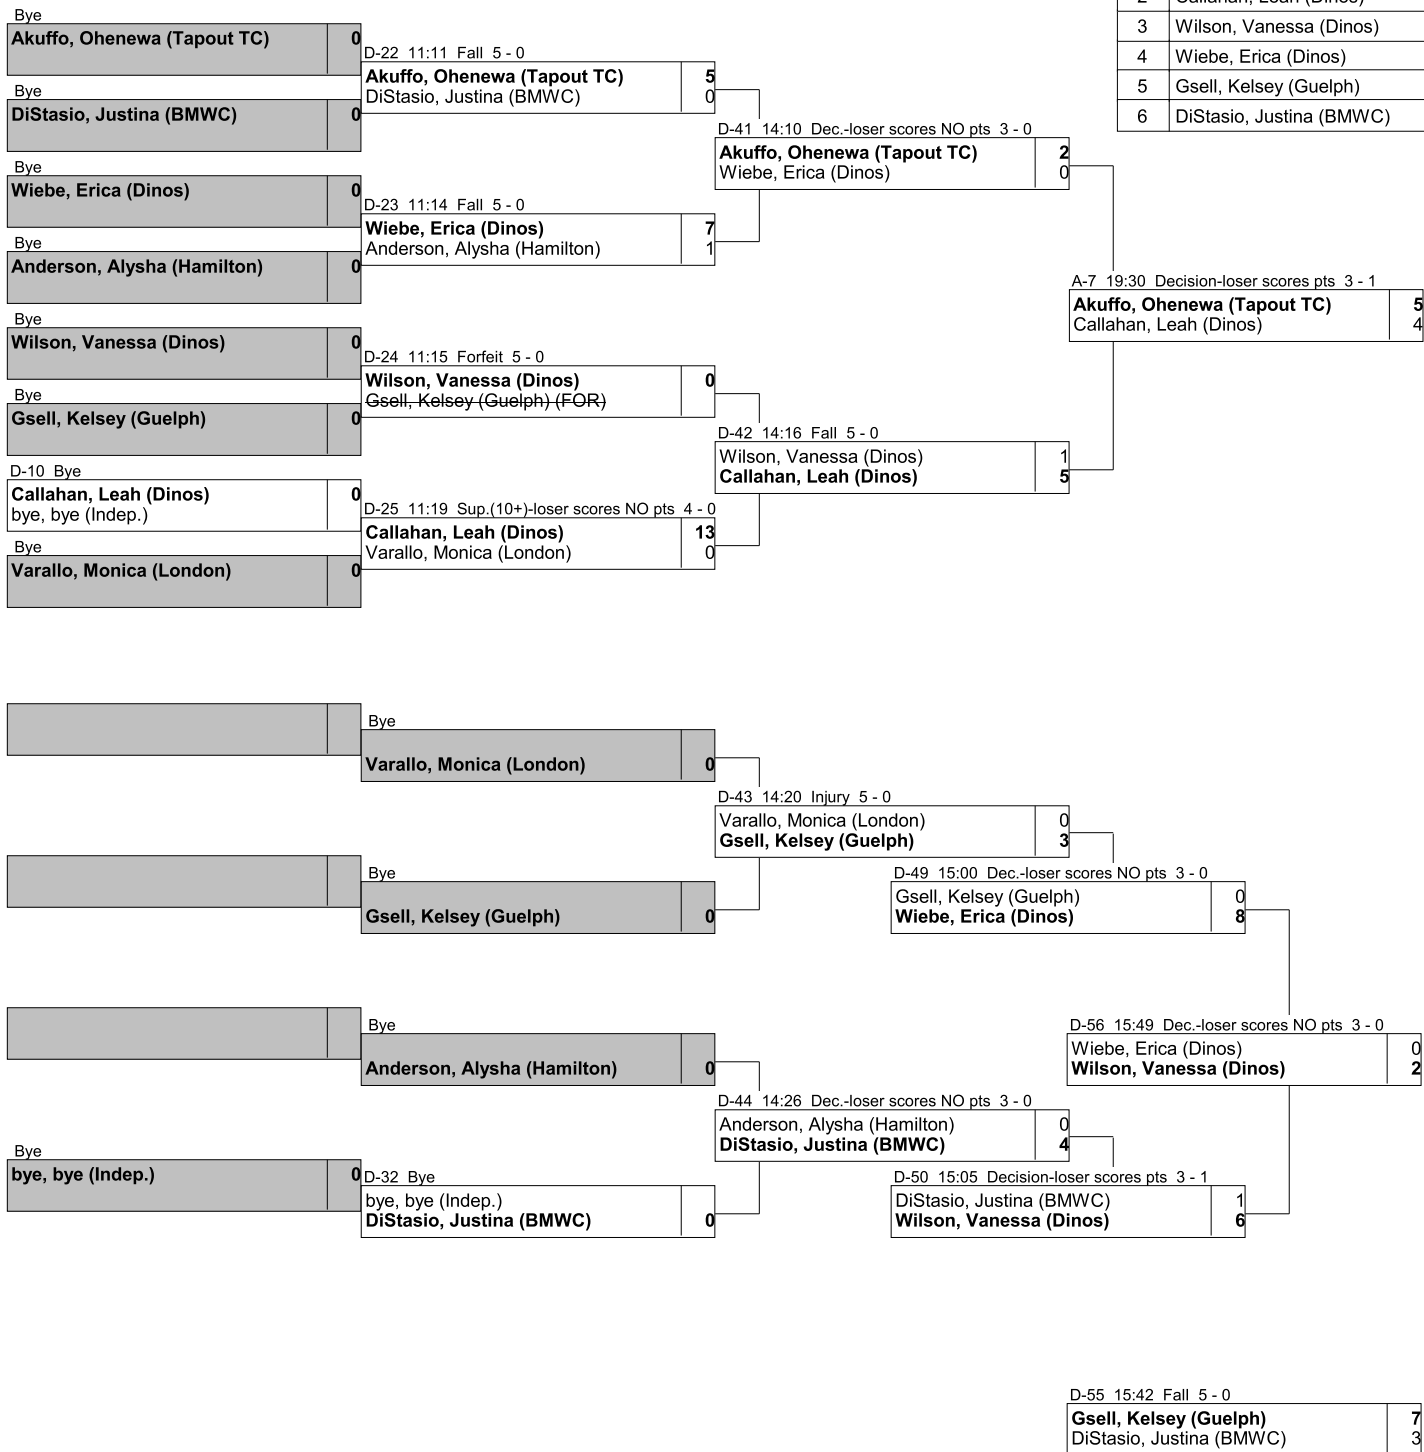 2 Callahan, Leah (Dinos)
3 Wilson, Vanessa (Dinos)
4 Wiebe, Erica (Dinos)
5 Gsell, Kelsey (Guelph)
6 DiStasio, Justina (BMWC)
Bye
Akuffo, Ohenewa (Tapout TC) 0
Bye
DiStasio, Justina (BMWC) 0
Bye
Wiebe, Erica (Dinos) 0
Bye
Anderson, Alysha (Hamilton) 0
Bye
Wilson, Vanessa (Dinos) 0
Bye
Gsell, Kelsey (Guelph) 0
D-10 Bye
Callahan, Leah (Dinos) 0
bye, bye (Indep.)
Bye
Varallo, Monica (London) 0
D-22 11:11 Fall 5 - 0
Akuffo, Ohenewa (Tapout TC) 5
DiStasio, Justina (BMWC) 0
D-23 11:14 Fall 5 - 0
Wiebe, Erica (Dinos) 7
Anderson, Alysha (Hamilton) 1
D-24 11:15 Forfeit 5 - 0
Wilson, Vanessa (Dinos) 0
Gsell, Kelsey (Guelph) (FOR)
D-25 11:19 Sup.(10+)-loser scores NO pts 4 - 0
Callahan, Leah (Dinos) 13
Varallo, Monica (London) 0
D-41 14:10 Dec.-loser scores NO pts 3 - 0
Akuffo, Ohenewa (Tapout TC) 2
Wiebe, Erica (Dinos) 0
D-42 14:16 Fall 5 - 0
Wilson, Vanessa (Dinos) 1
Callahan, Leah (Dinos) 5
A-7 19:30 Decision-loser scores pts 3 - 1
Akuffo, Ohenewa (Tapout TC) 5
Callahan, Leah (Dinos) 4
Bye
Varallo, Monica (London) 0
Bye
Gsell, Kelsey (Guelph) 0
Bye
Anderson, Alysha (Hamilton) 0
Bye
bye, bye (Indep.) 0
D-32 Bye
bye, bye (Indep.)
DiStasio, Justina (BMWC) 0
D-43 14:20 Injury 5 - 0
Varallo, Monica (London) 0
Gsell, Kelsey (Guelph) 3
D-44 14:26 Dec.-loser scores NO pts 3 - 0
Anderson, Alysha (Hamilton) 0
DiStasio, Justina (BMWC) 4
D-49 15:00 Dec.-loser scores NO pts 3 - 0
Gsell, Kelsey (Guelph) 0
Wiebe, Erica (Dinos) 8
D-50 15:05 Decision-loser scores pts 3 - 1
DiStasio, Justina (BMWC) 1
Wilson, Vanessa (Dinos) 6
D-56 15:49 Dec.-loser scores NO pts 3 - 0
Wiebe, Erica (Dinos) 0
Wilson, Vanessa (Dinos) 2
D-55 15:42 Fall 5 - 0
Gsell, Kelsey (Guelph) 7
DiStasio, Justina (BMWC) 3